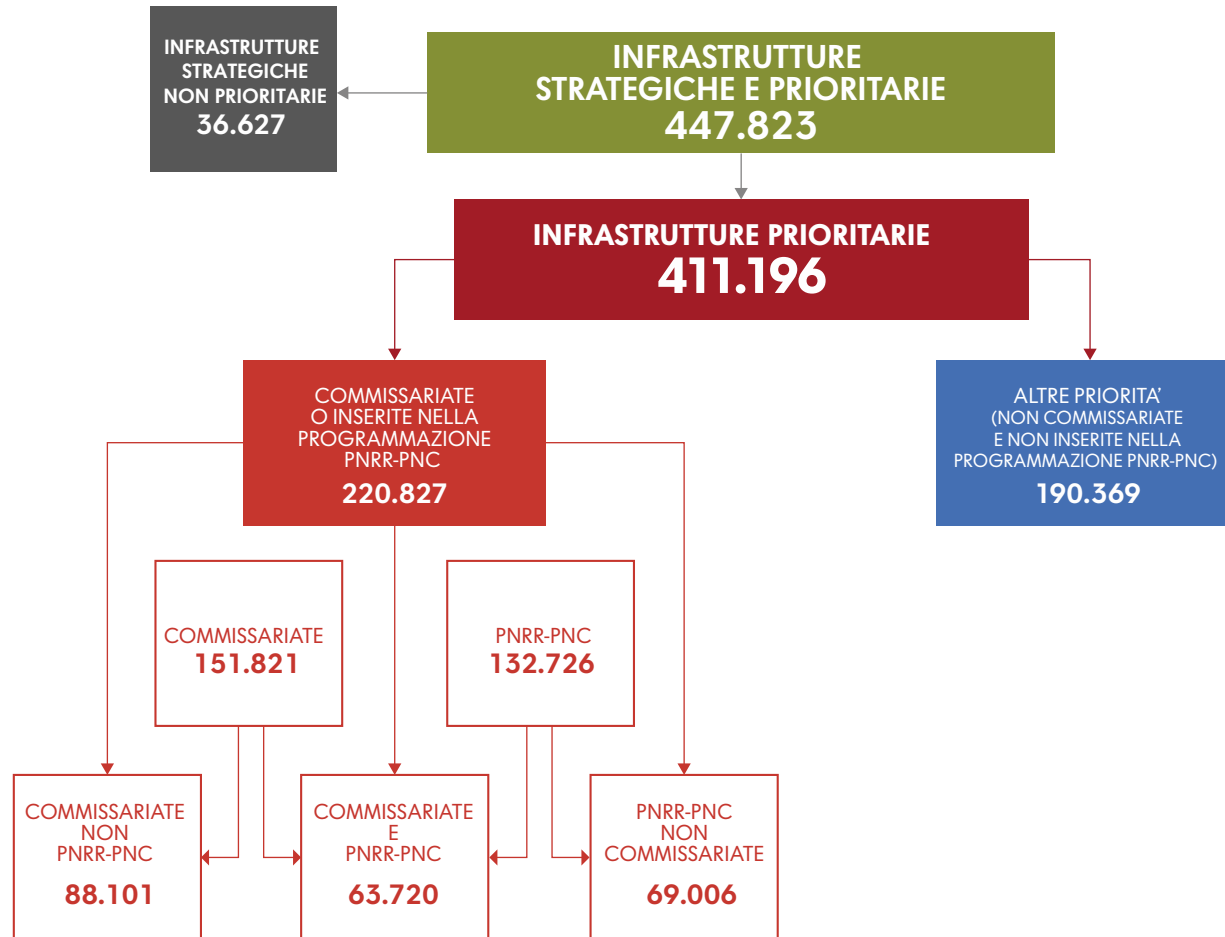 INFRASTRUTTURE
STRATEGICHE
NON PRIORITARIE
36.627
INFRASTRUTTURE
STRATEGICHE E PRIORITARIE
447.823
INFRASTRUTTURE PRIORITARIE
411.196
COMMISSARIATE
O INSERITE NELLA
PROGRAMMAZIONE
PNRR-PNC
220.827
ALTRE PRIORITA'
(NON COMMISSARIATE
E NON INSERITE NELLA
PROGRAMMAZIONE PNRR-PNC)
190.369
COMMISSARIATE
151.821
PNRR-PNC
132.726
COMMISSARIATE
NON
PNRR-PNC
88.101
COMMISSARIATE
E
PNRR-PNC
63.720
PNRR-PNC
NON
COMMISSARIATE
69.006